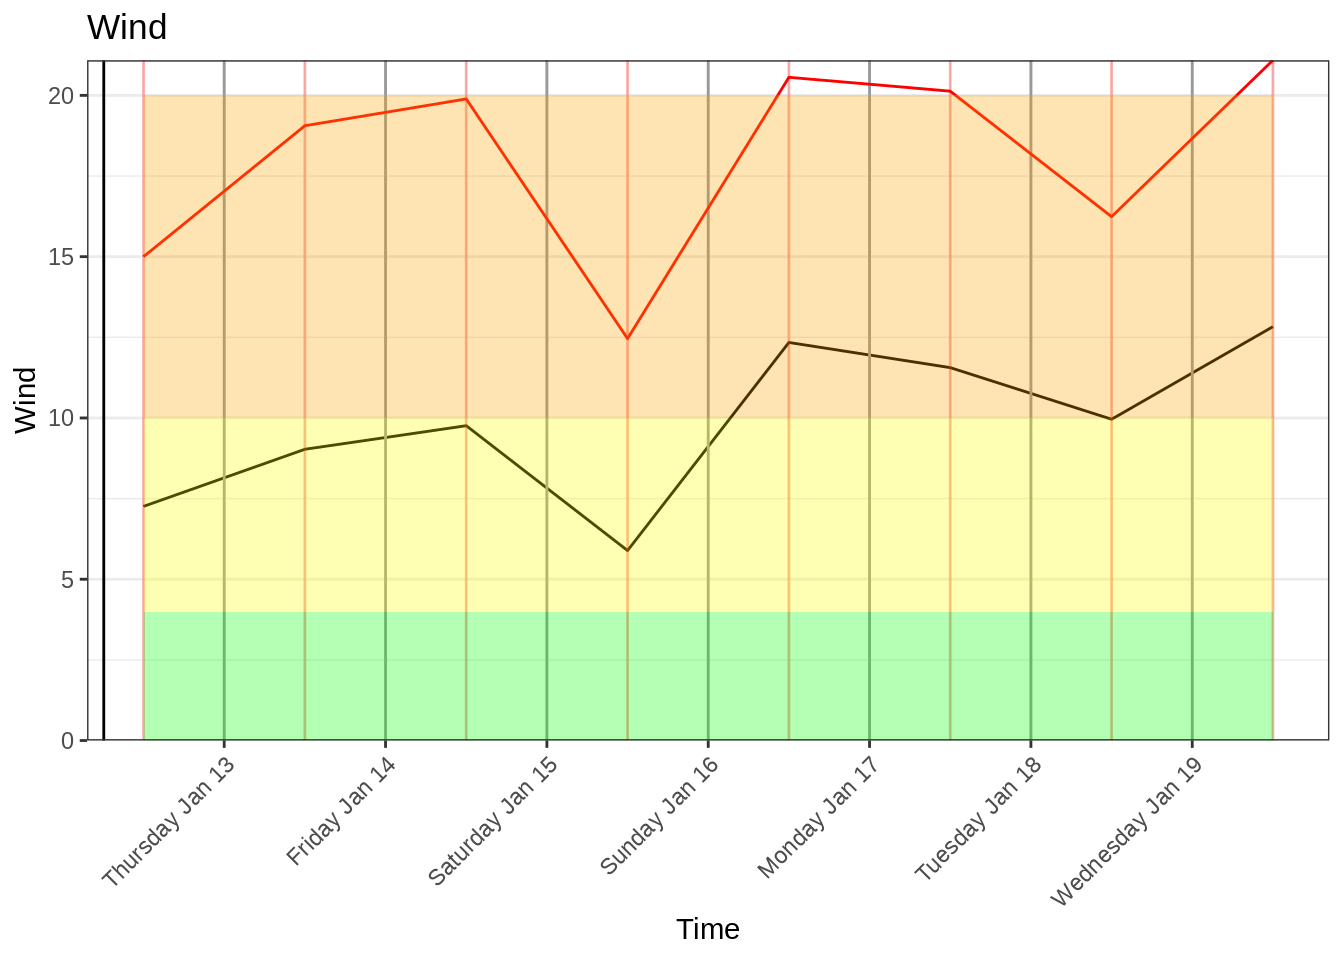 Wind
20
15
10
5
0
Wind
Thursday Jan 13
Friday Jan 14
Saturday Jan 15
Sunday Jan 16
Monday Jan 17
Tuesday Jan 18
Wednesday Jan 19
Time